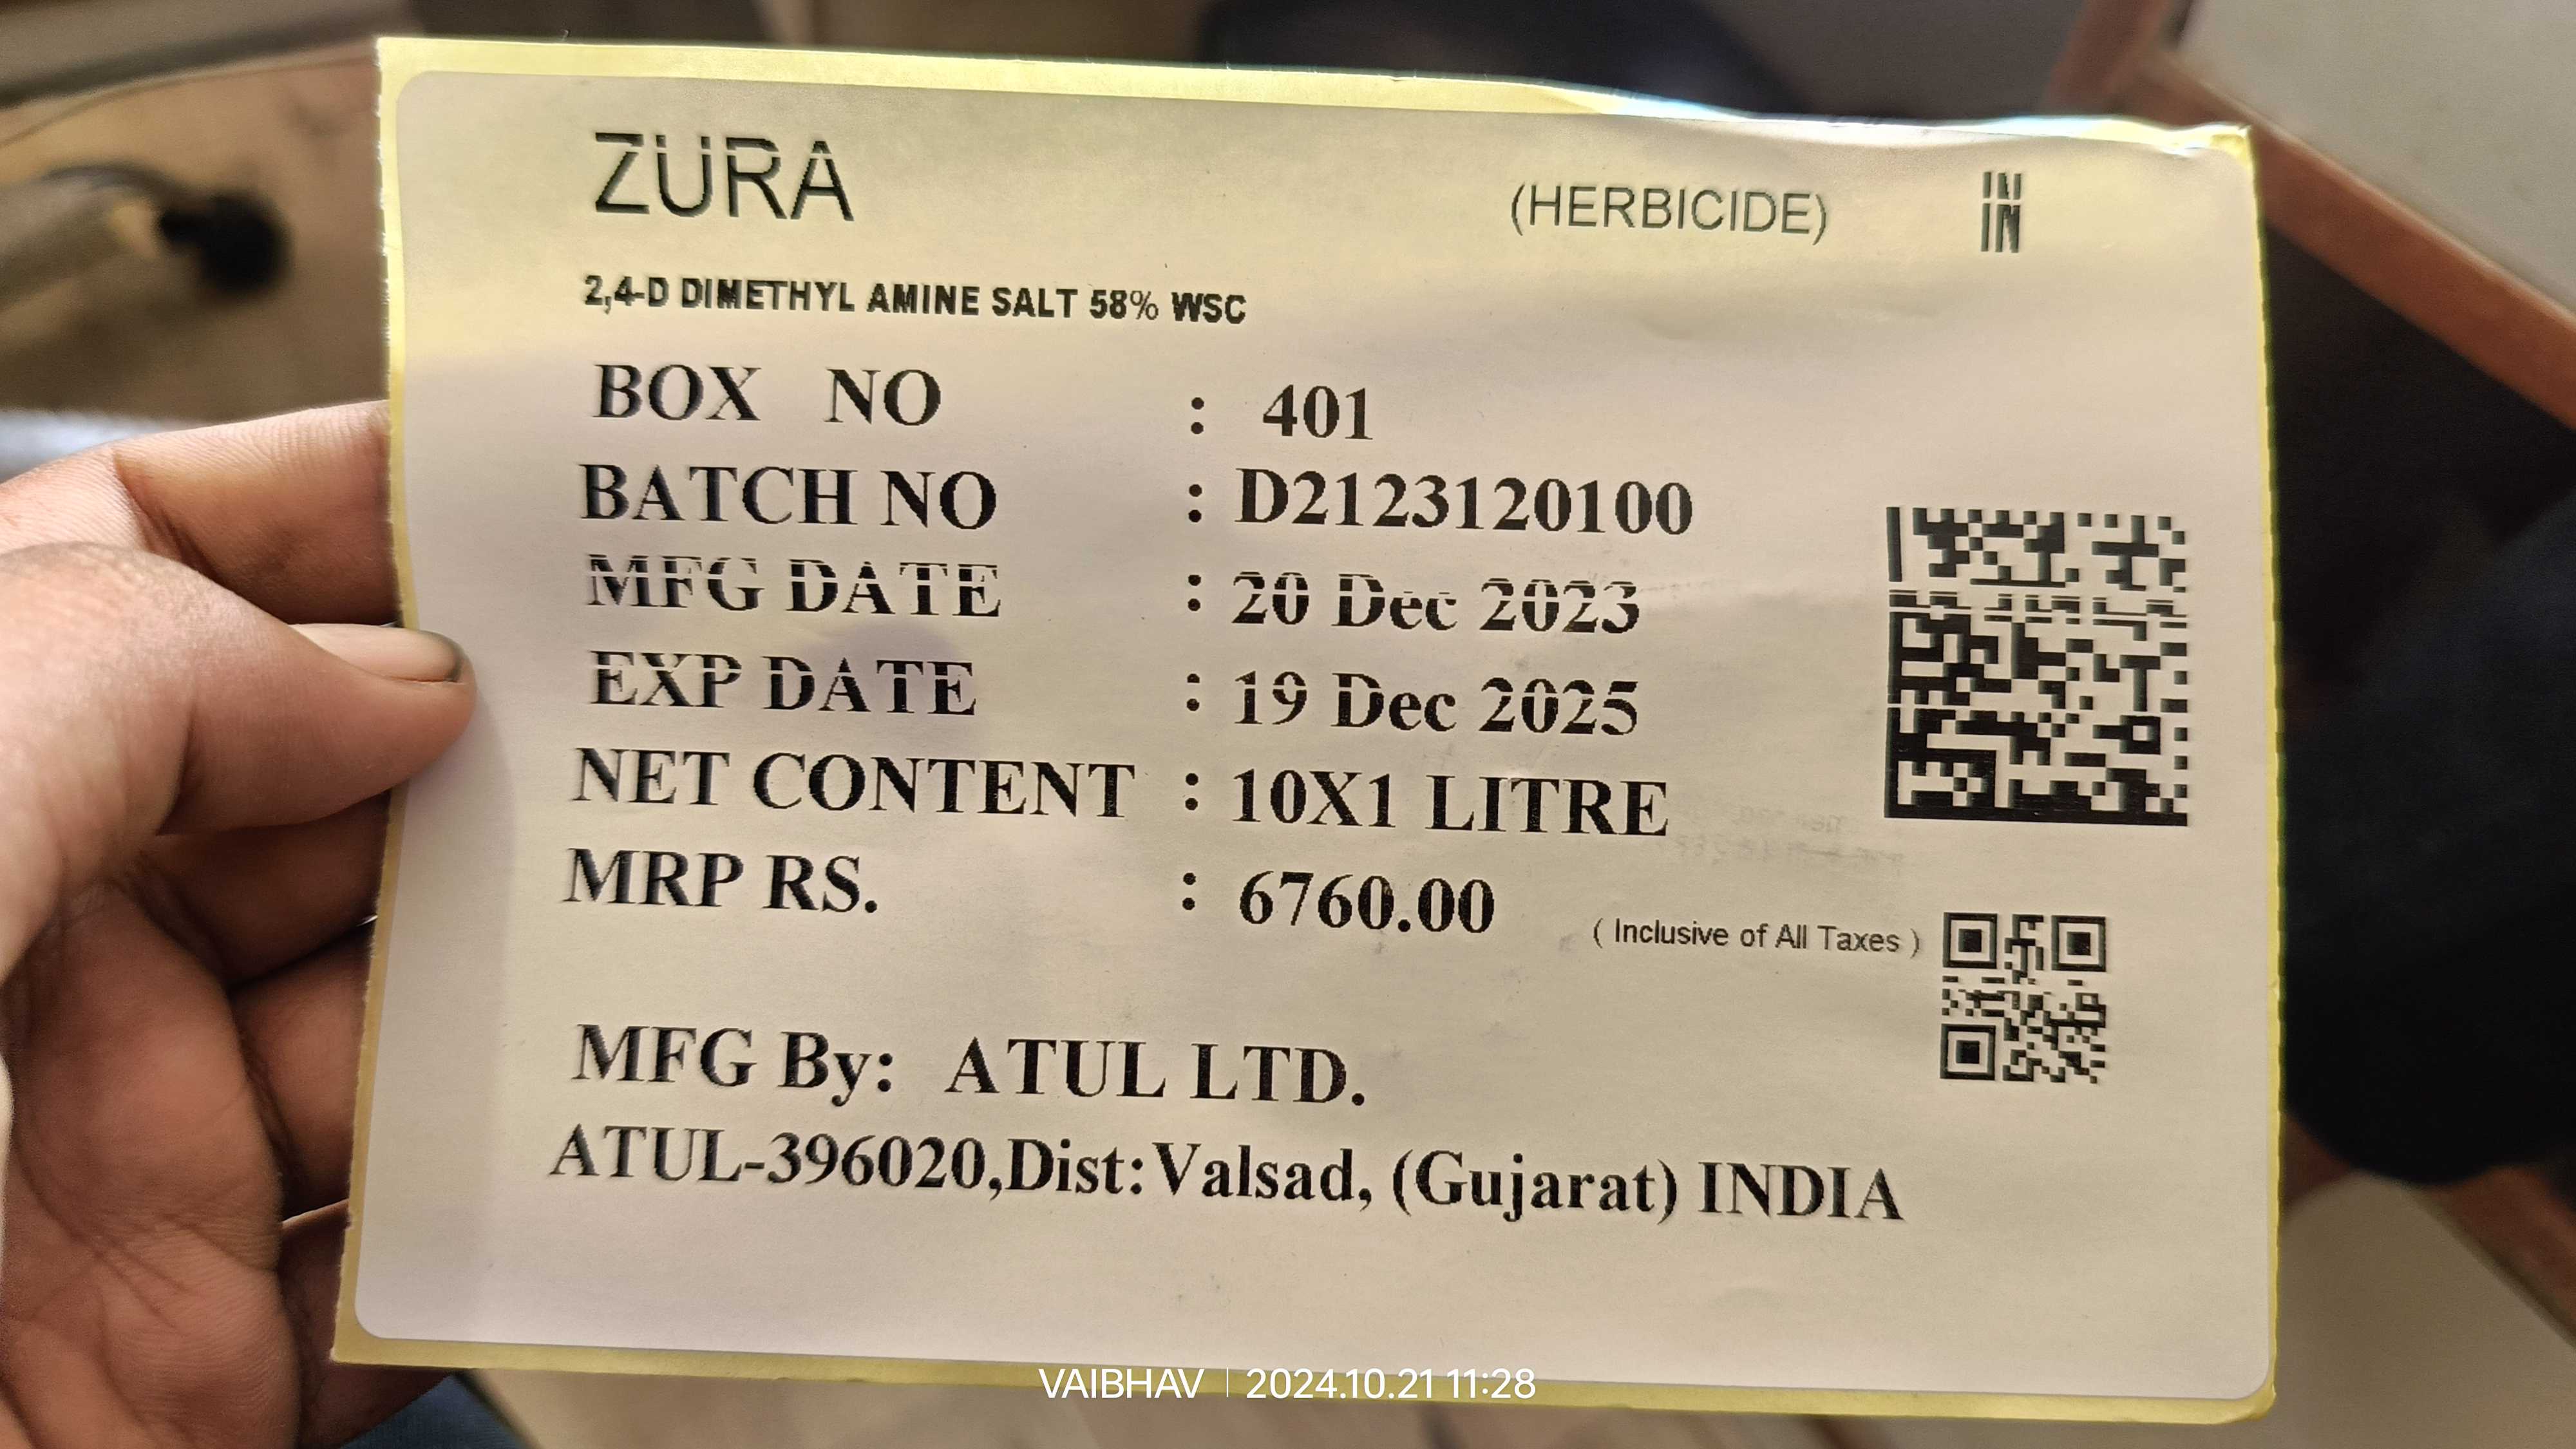 ZURA (HERBICIDE) IN
IN
2,4-D DIMETHYL AMINE SALT 58% WSC
BOX NO : 401
BATCH NO : D2123120100
MFG DATE : 20 Dec 2023
EXP DATE : 19 Dec 2025
NET CONTENT : 10X1 LITRE
MRP RS. : 6760.00 ( Inclusive of All Taxes )
MFG By: ATUL LTD.
ATUL-396020,Dist:Valsad, (Gujarat) INDIA
VAIBHAV | 2024.10.21 11:28